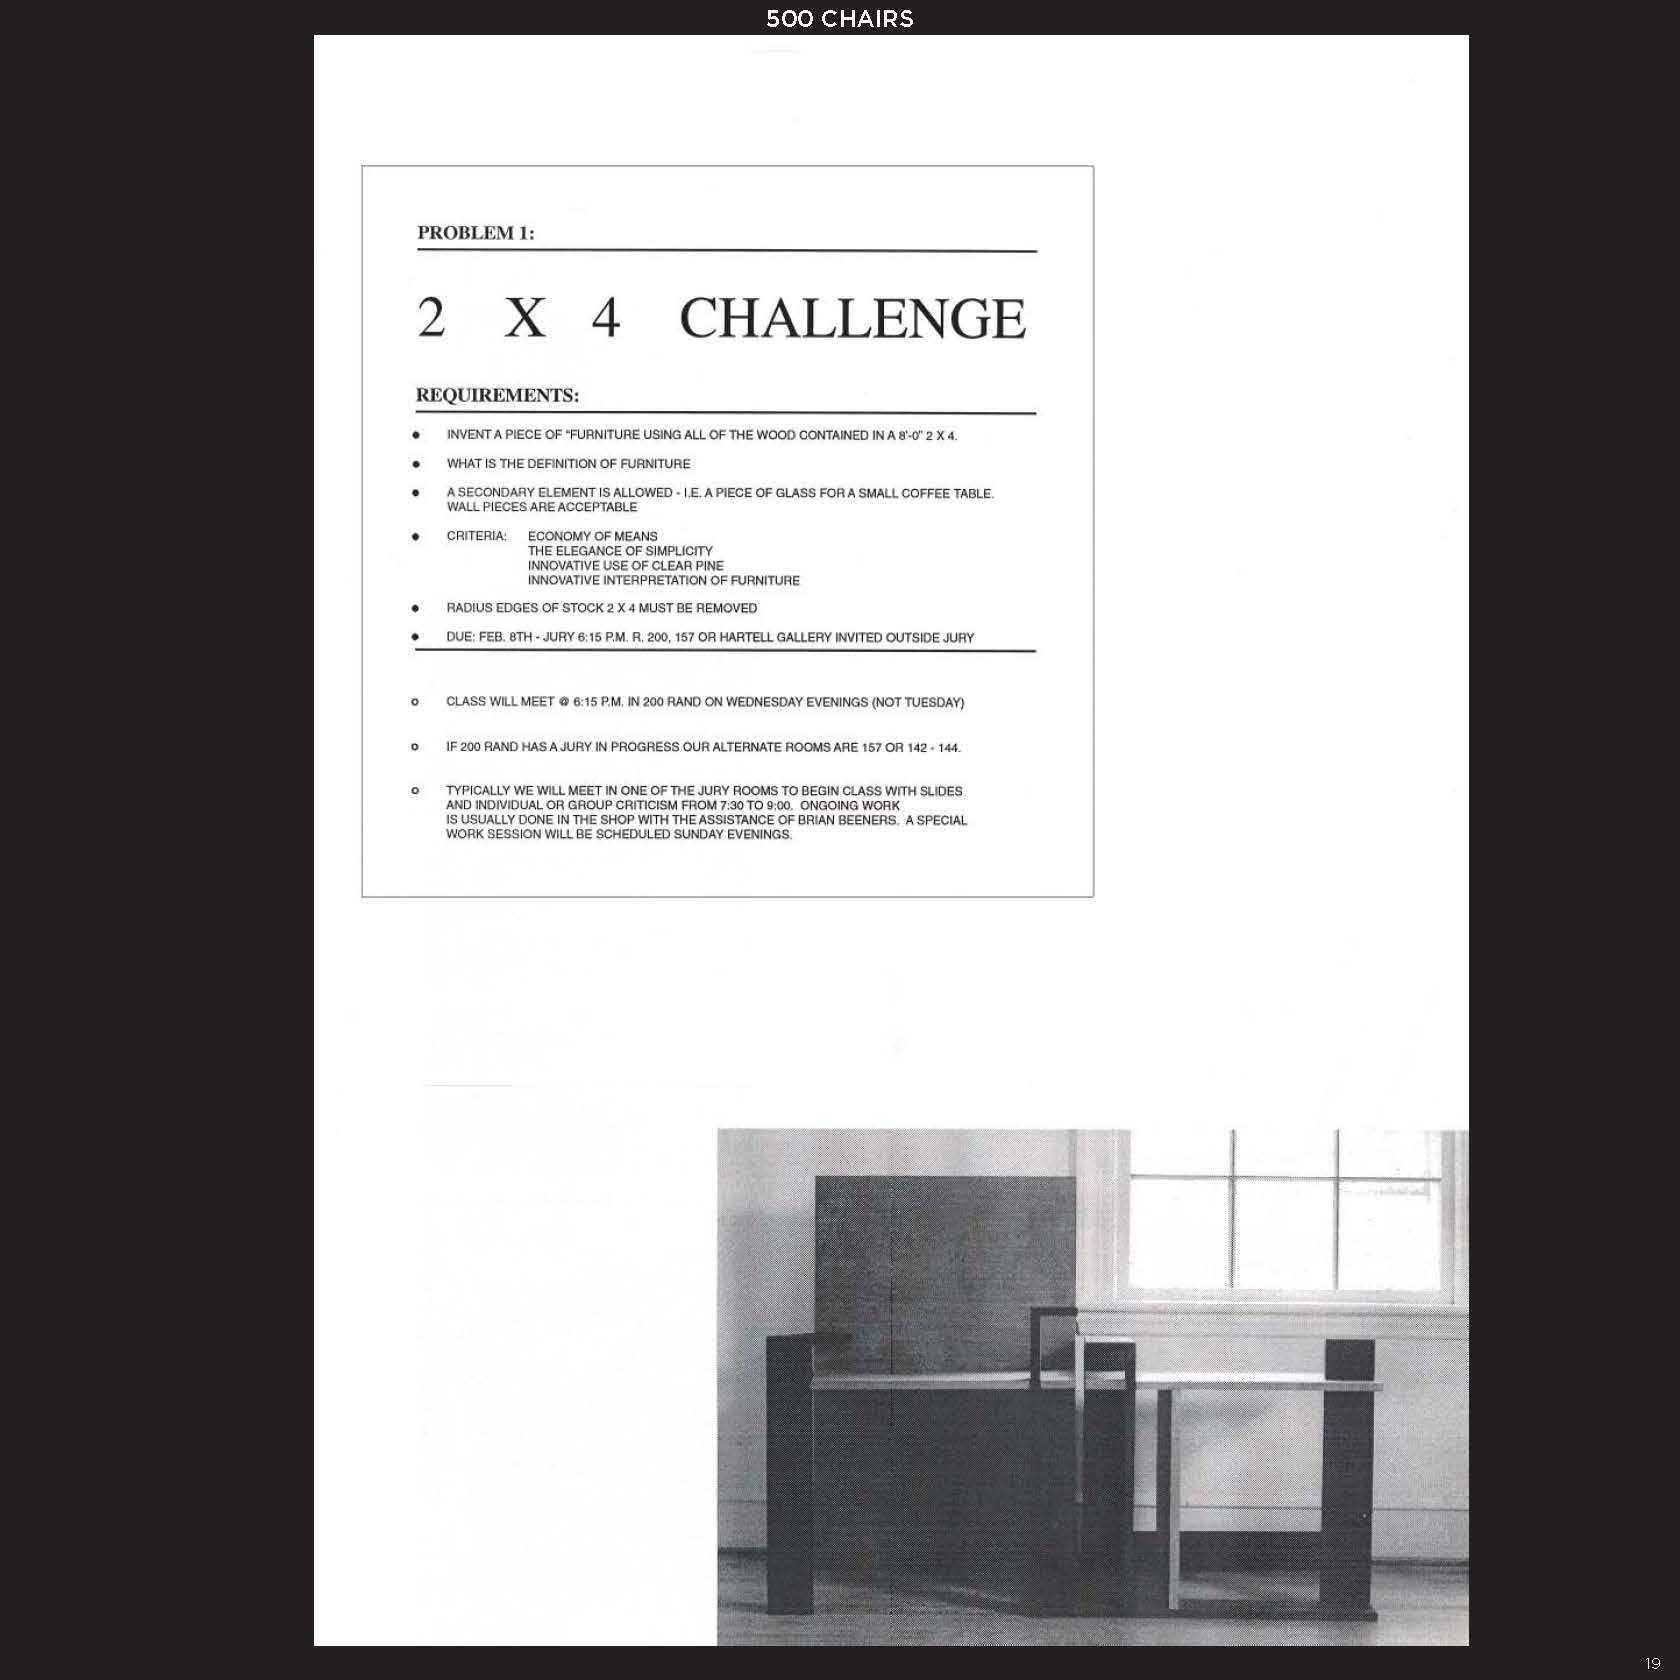 500 CHAIRS
PROBLEM 1:
2 X 4 CHALLENGE
REQUIREMENTS:
● INVENT A PIECE OF "FURNITURE USING ALL OF THE WOOD CONTAINED IN A 8'-0" 2 X 4.
● WHAT IS THE DEFINITION OF FURNITURE
● A SECONDARY ELEMENT IS ALLOWED - I.E. A PIECE OF GLASS FOR A SMALL COFFEE TABLE.
WALL PIECES ARE ACCEPTABLE
● CRITERIA: ECONOMY OF MEANS
THE ELEGANCE OF SIMPLICITY
INNOVATIVE USE OF CLEAR PINE
INNOVATIVE INTERPRETATION OF FURNITURE
● RADIUS EDGES OF STOCK 2 X 4 MUST BE REMOVED
● DUE: FEB. 8TH - JURY 6:15 P.M. R. 200, 157 OR HARTELL GALLERY INVITED OUTSIDE JURY
○ CLASS WILL MEET @ 6:15 P.M. IN 200 RAND ON WEDNESDAY EVENINGS (NOT TUESDAY)
○ IF 200 RAND HAS A JURY IN PROGRESS OUR ALTERNATE ROOMS ARE 157 OR 142 - 144.
○ TYPICALLY WE WILL MEET IN ONE OF THE JURY ROOMS TO BEGIN CLASS WITH SLIDES
AND INDIVIDUAL OR GROUP CRITICISM FROM 7:30 TO 9:00. ONGOING WORK
IS USUALLY DONE IN THE SHOP WITH THE ASSISTANCE OF BRIAN BEENERS. A SPECIAL
WORK SESSION WILL BE SCHEDULED SUNDAY EVENINGS.
19